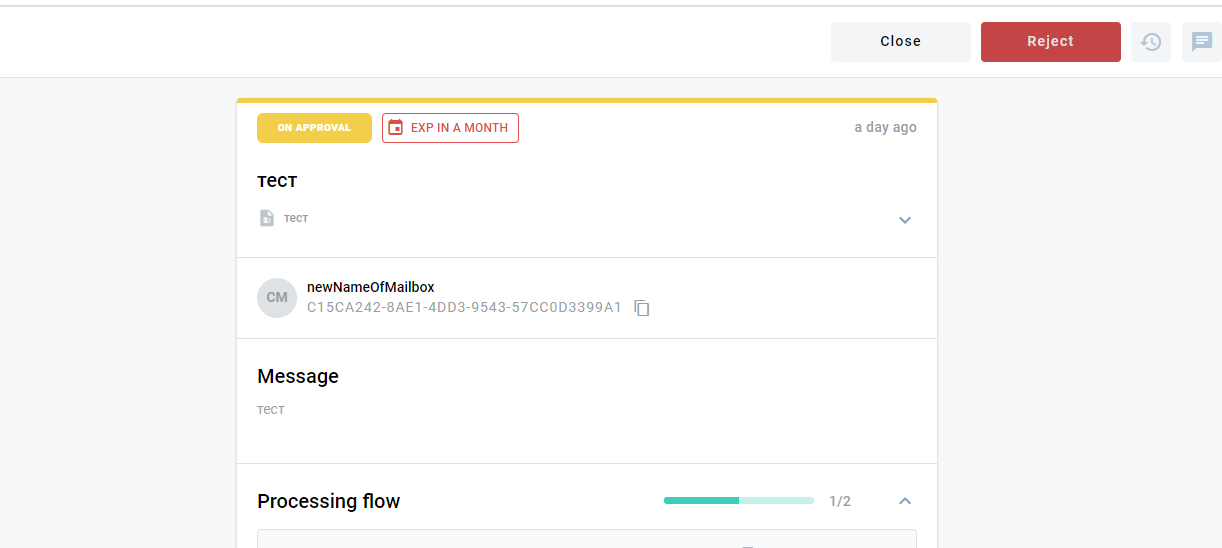 Close
Reject
ON APPROVAL
EXP IN A MONTH
a day ago
тест
тест
CM
newNameOfMailbox
C15CA242-8AE1-4DD3-9543-57CC0D3399A1
Message
тест
Processing flow
1/2